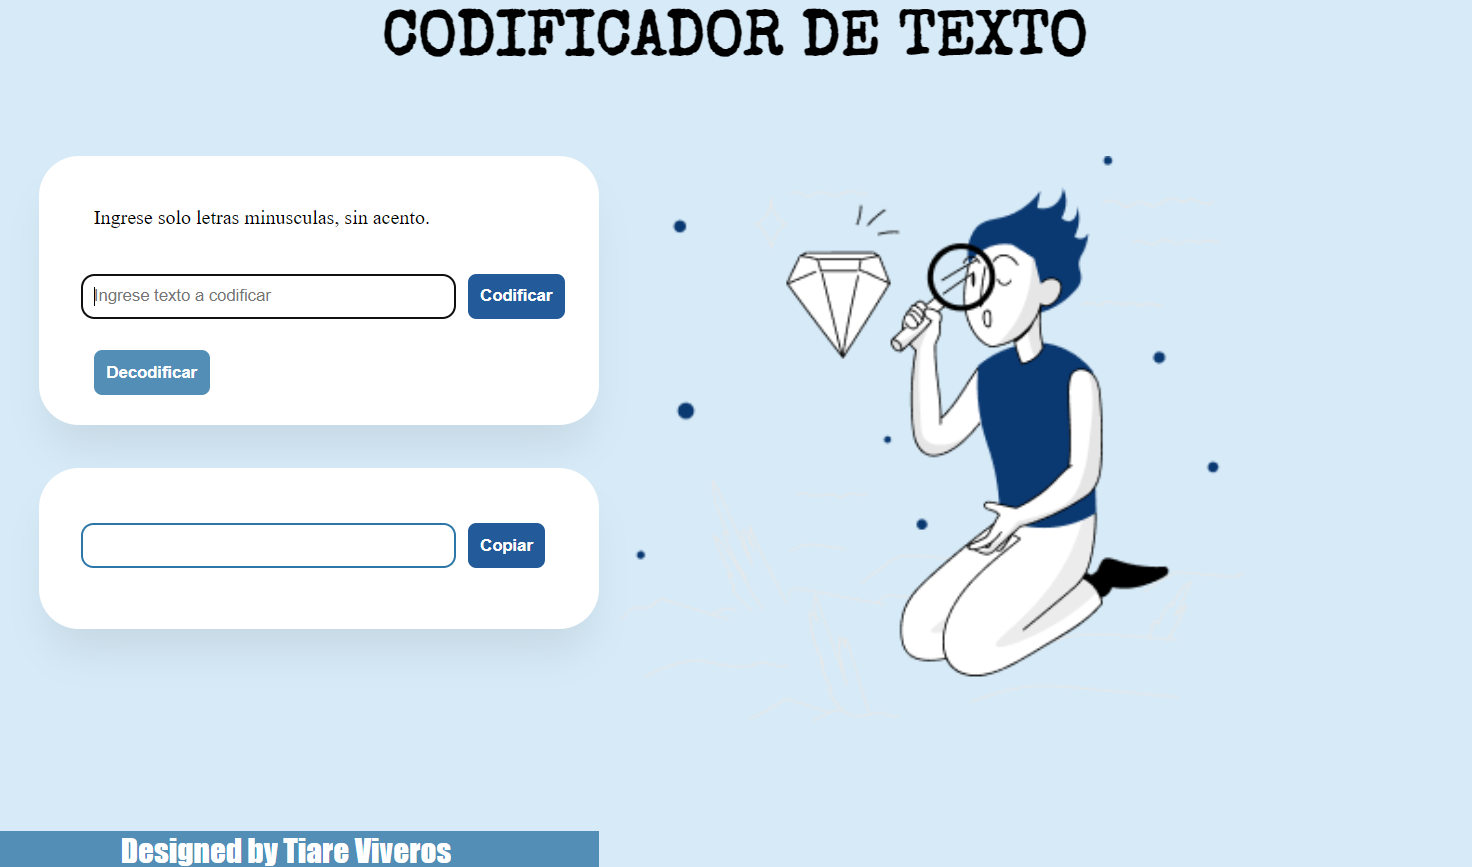 CODIFICADOR DE TEXTO
Ingrese solo letras minusculas, sin acento.
Ingrese texto a codificar
Codificar
Decodificar
Copiar
Designed by Tiare Viveros